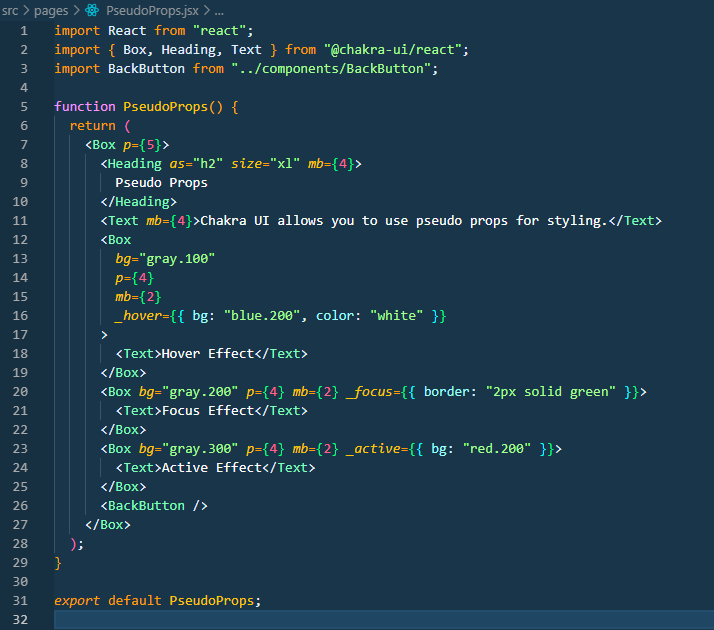 src > pages > PseudoProps.jsx > ...
1 import React from "react";
2 import { Box, Heading, Text } from "@chakra-ui/react";
3 import BackButton from "../components/BackButton";
4
5 function PseudoProps() {
6   return (
7     <Box p={5}>
8       <Heading as="h2" size="xl" mb={4}>
9         Pseudo Props
10       </Heading>
11       <Text mb={4}>Chakra UI allows you to use pseudo props for styling.</Text>
12       <Box
13         bg="gray.100"
14         p={4}
15         mb={2}
16         _hover={{ bg: "blue.200", color: "white" }}
17       >
18         <Text>Hover Effect</Text>
19       </Box>
20       <Box bg="gray.200" p={4} mb={2} _focus={{ border: "2px solid green" }}>
21         <Text>Focus Effect</Text>
22       </Box>
23       <Box bg="gray.300" p={4} mb={2} _active={{ bg: "red.200" }}>
24         <Text>Active Effect</Text>
25       </Box>
26       <BackButton />
27     </Box>
28   );
29 }
30
31 export default PseudoProps;
32